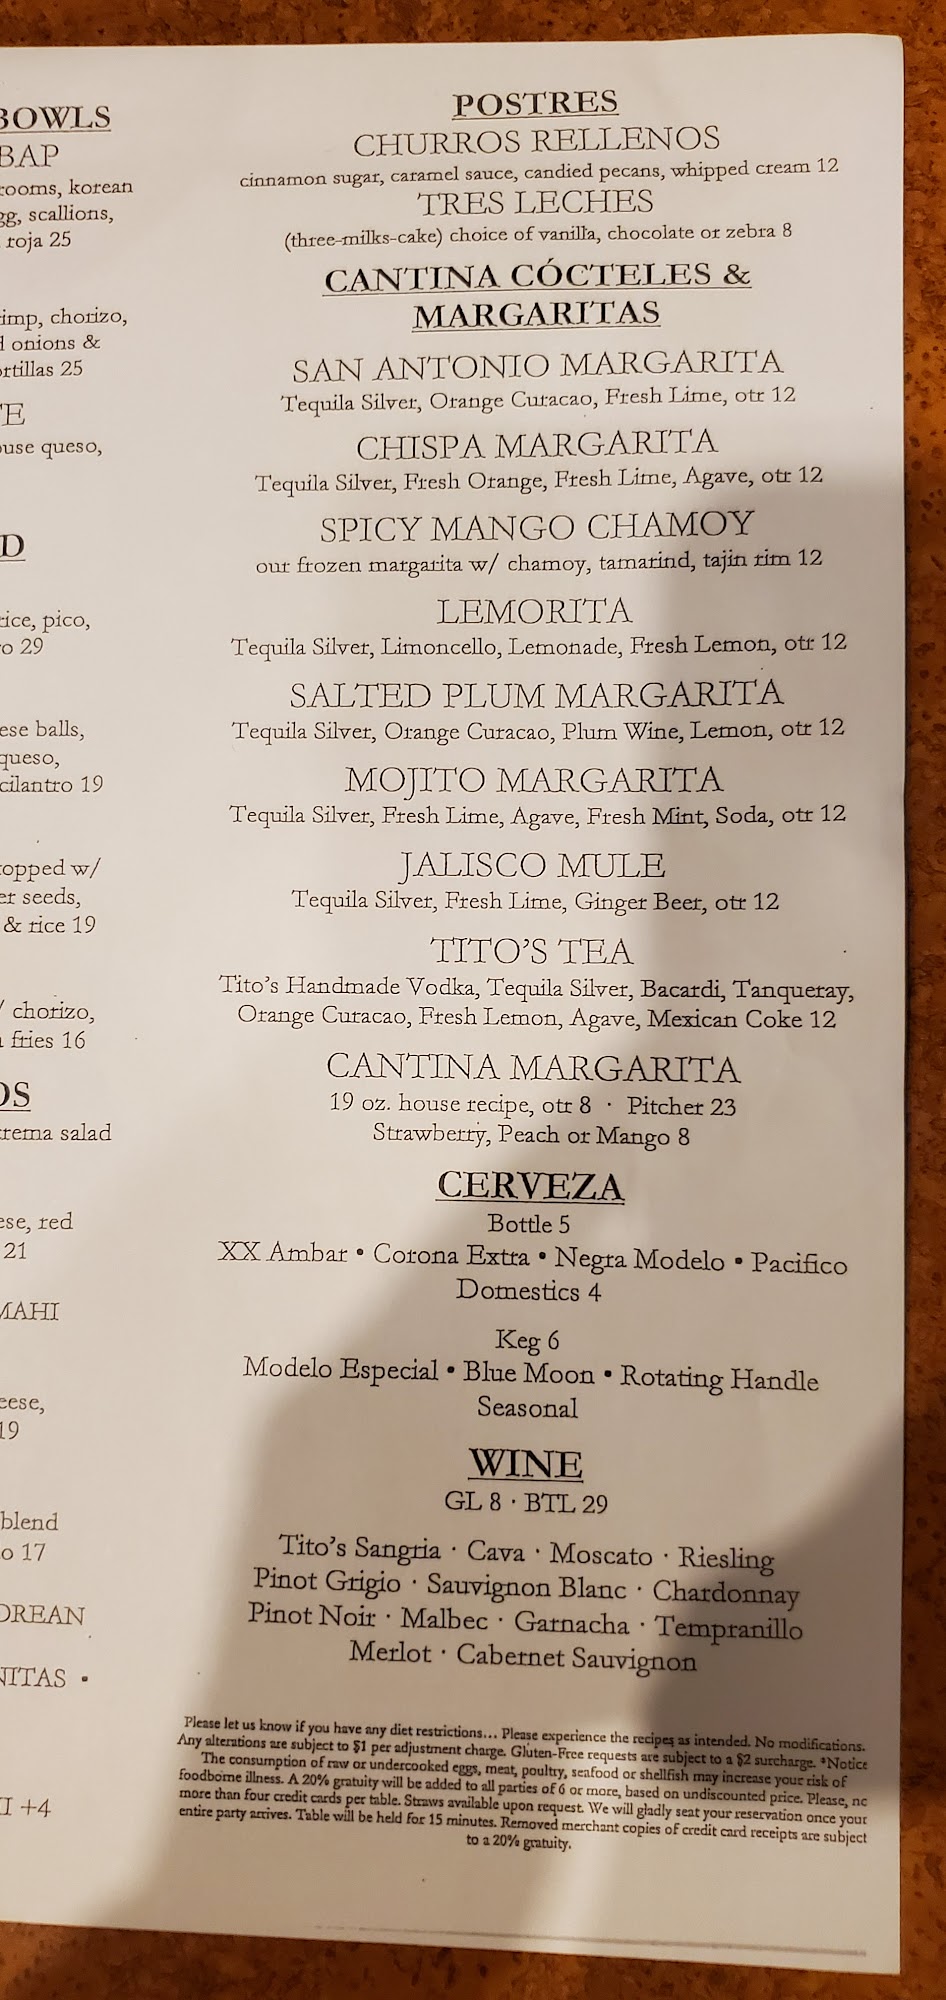 BOWLS
BAP
rooms, korean
gg, scallions,
roja 25
imp, chorizo,
d onions &
ortillas 25
TE
ouse queso,
D
rice, pico,
o 29
ese balls,
queso,
cilantro 19
topped w/
er seeds,
& rice 19
/ chorizo,
fries 16
OS
crema salad
ese, red
21
MAHI
eese,
19
blend
o 17
OREAN
NITAS •
I +4
POSTRES
CHURROS RELLENOS
cinnamon sugar, caramel sauce, candied pecans, whipped cream 12
TRES LECHES
(three-milks-cake) choice of vanilla, chocolate or zebra 8
CANTINA CÓCTELES &
MARGARITAS
SAN ANTONIO MARGARITA
Tequila Silver, Orange Curacao, Fresh Lime, otr 12
CHISPA MARGARITA
Tequila Silver, Fresh Orange, Fresh Lime, Agave, otr 12
SPICY MANGO CHAMOY
our frozen margarita w/ chamoy, tamarind, tajin rim 12
LEMORITA
Tequila Silver, Limoncello, Lemonade, Fresh Lemon, otr 12
SALTED PLUM MARGARITA
Tequila Silver, Orange Curacao, Plum Wine, Lemon, otr 12
MOJITO MARGARITA
Tequila Silver, Fresh Lime, Agave, Fresh Mint, Soda, otr 12
JALISCO MULE
Tequila Silver, Fresh Lime, Ginger Beer, otr 12
TITO'S TEA
Tito's Handmade Vodka, Tequila Silver, Bacardi, Tanqueray,
Orange Curacao, Fresh Lemon, Agave, Mexican Coke 12
CANTINA MARGARITA
19 oz. house recipe, otr 8 · Pitcher 23
Strawberry, Peach or Mango 8
CERVEZA
Bottle 5
XX Ambar • Corona Extra • Negra Modelo • Pacifico
Domestics 4
Keg 6
Modelo Especial • Blue Moon • Rotating Handle
Seasonal
WINE
GL 8 · BTL 29
Tito's Sangria · Cava · Moscato · Riesling
Pinot Grigio · Sauvignon Blanc · Chardonnay
Pinot Noir · Malbec · Garnacha · Tempranillo
Merlot · Cabernet Sauvignon
Please let us know if you have any diet restrictions... Please experience the recipes as intended. No modifications.
Any alterations are subject to $1 per adjustment charge. Gluten-Free requests are subject to a $2 surcharge. *Notice
The consumption of raw or undercooked eggs, meat, poultry, seafood or shellfish may increase your risk of
foodborne illness. A 20% gratuity will be added to all parties of 6 or more, based on undiscounted price. Please, no
more than four credit cards per table. Straws available upon request. We will gladly seat your reservation once your
entire party arrives. Table will be held for 15 minutes. Removed merchant copies of credit card receipts are subject
to a 20% gratuity.